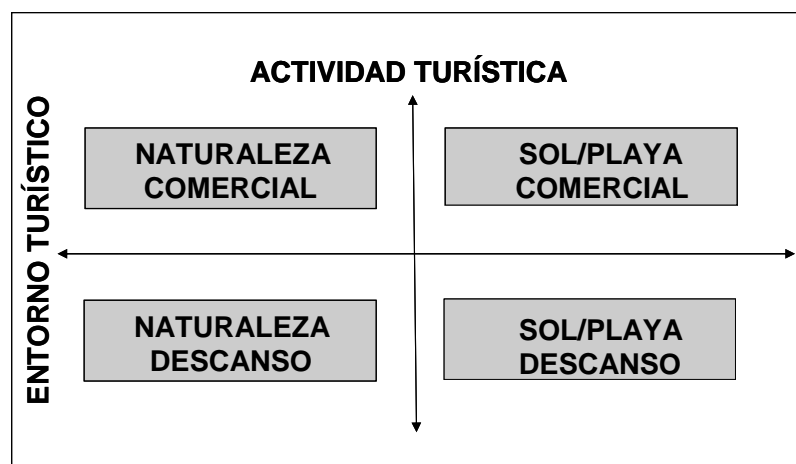 ACTIVIDAD TURÍSTICA
ENTORNO TURÍSTICO
NATURALEZA
COMERCIAL
SOL/PLAYA
COMERCIAL
NATURALEZA
DESCANSO
SOL/PLAYA
DESCANSO